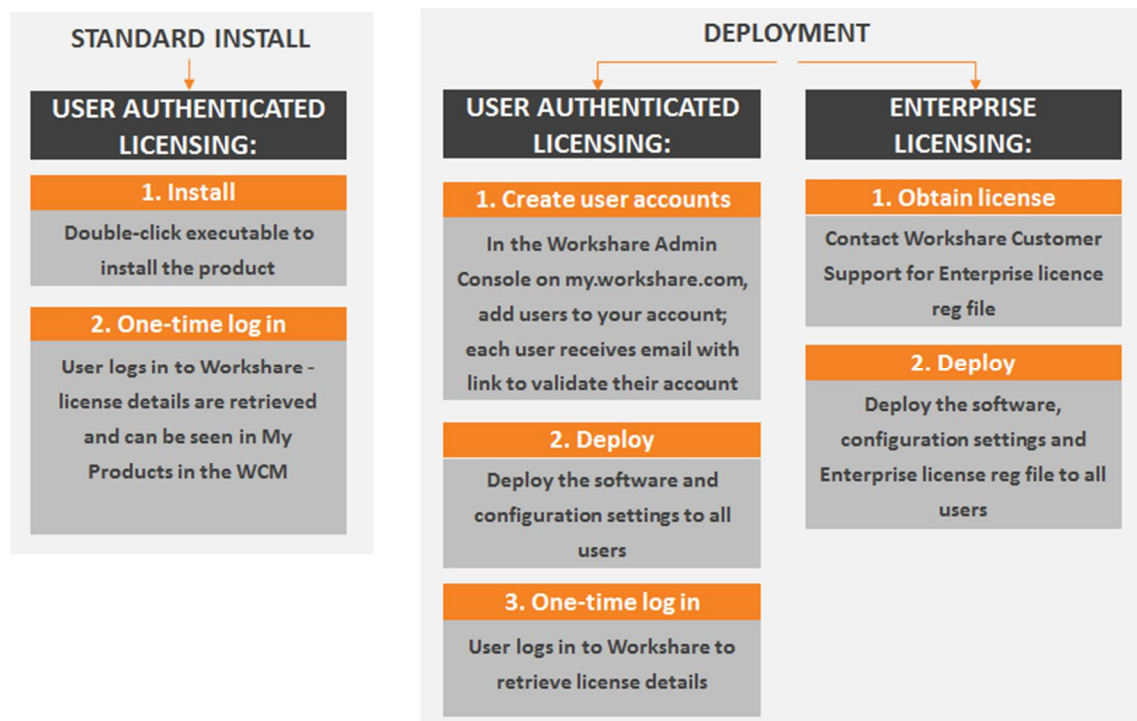 STANDARD INSTALL
USER AUTHENTICATED
LICENSING:
1. Install
Double-click executable to
install the product
2. One-time log in
User logs in to Workshare -
license details are retrieved
and can be seen in My
Products in the WCM
DEPLOYMENT
USER AUTHENTICATED
LICENSING:
1. Create user accounts
In the Workshare Admin
Console on my.workshare.com,
add users to your account;
each user receives email with
link to validate their account
2. Deploy
Deploy the software and
configuration settings to all
users
3. One-time log in
User logs in to Workshare to
retrieve license details
ENTERPRISE
LICENSING:
1. Obtain license
Contact Workshare Customer
Support for Enterprise licence
reg file
2. Deploy
Deploy the software,
configuration settings and
Enterprise license reg file to all
users